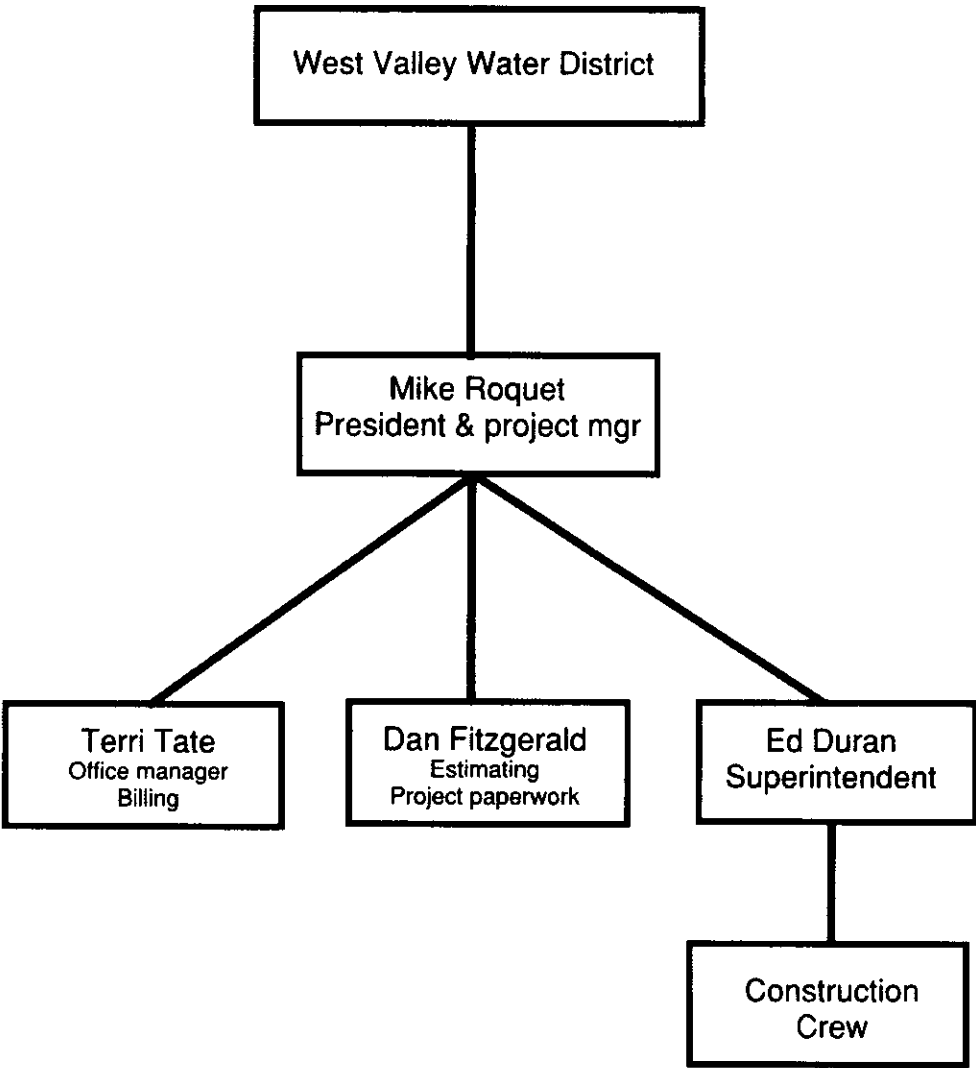 West Valley Water District
Mike Roquet
President & project mgr
Terri Tate
Office manager
Billing
Dan Fitzgerald
Estimating
Project paperwork
Ed Duran
Superintendent
Construction
Crew